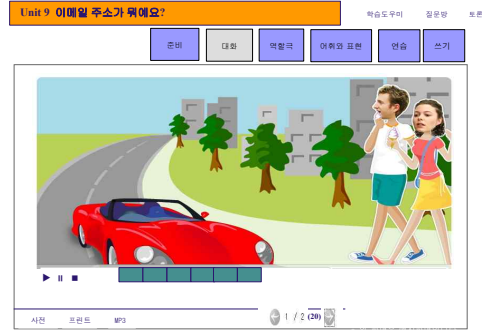 Unit 9 이메일 주소가 뭐예요?
학습도우미 질문방 토론
준비 대화 역할극 어휘와 표현 연습 쓰기
사전 프린트 MP3
1 / 2 (20)